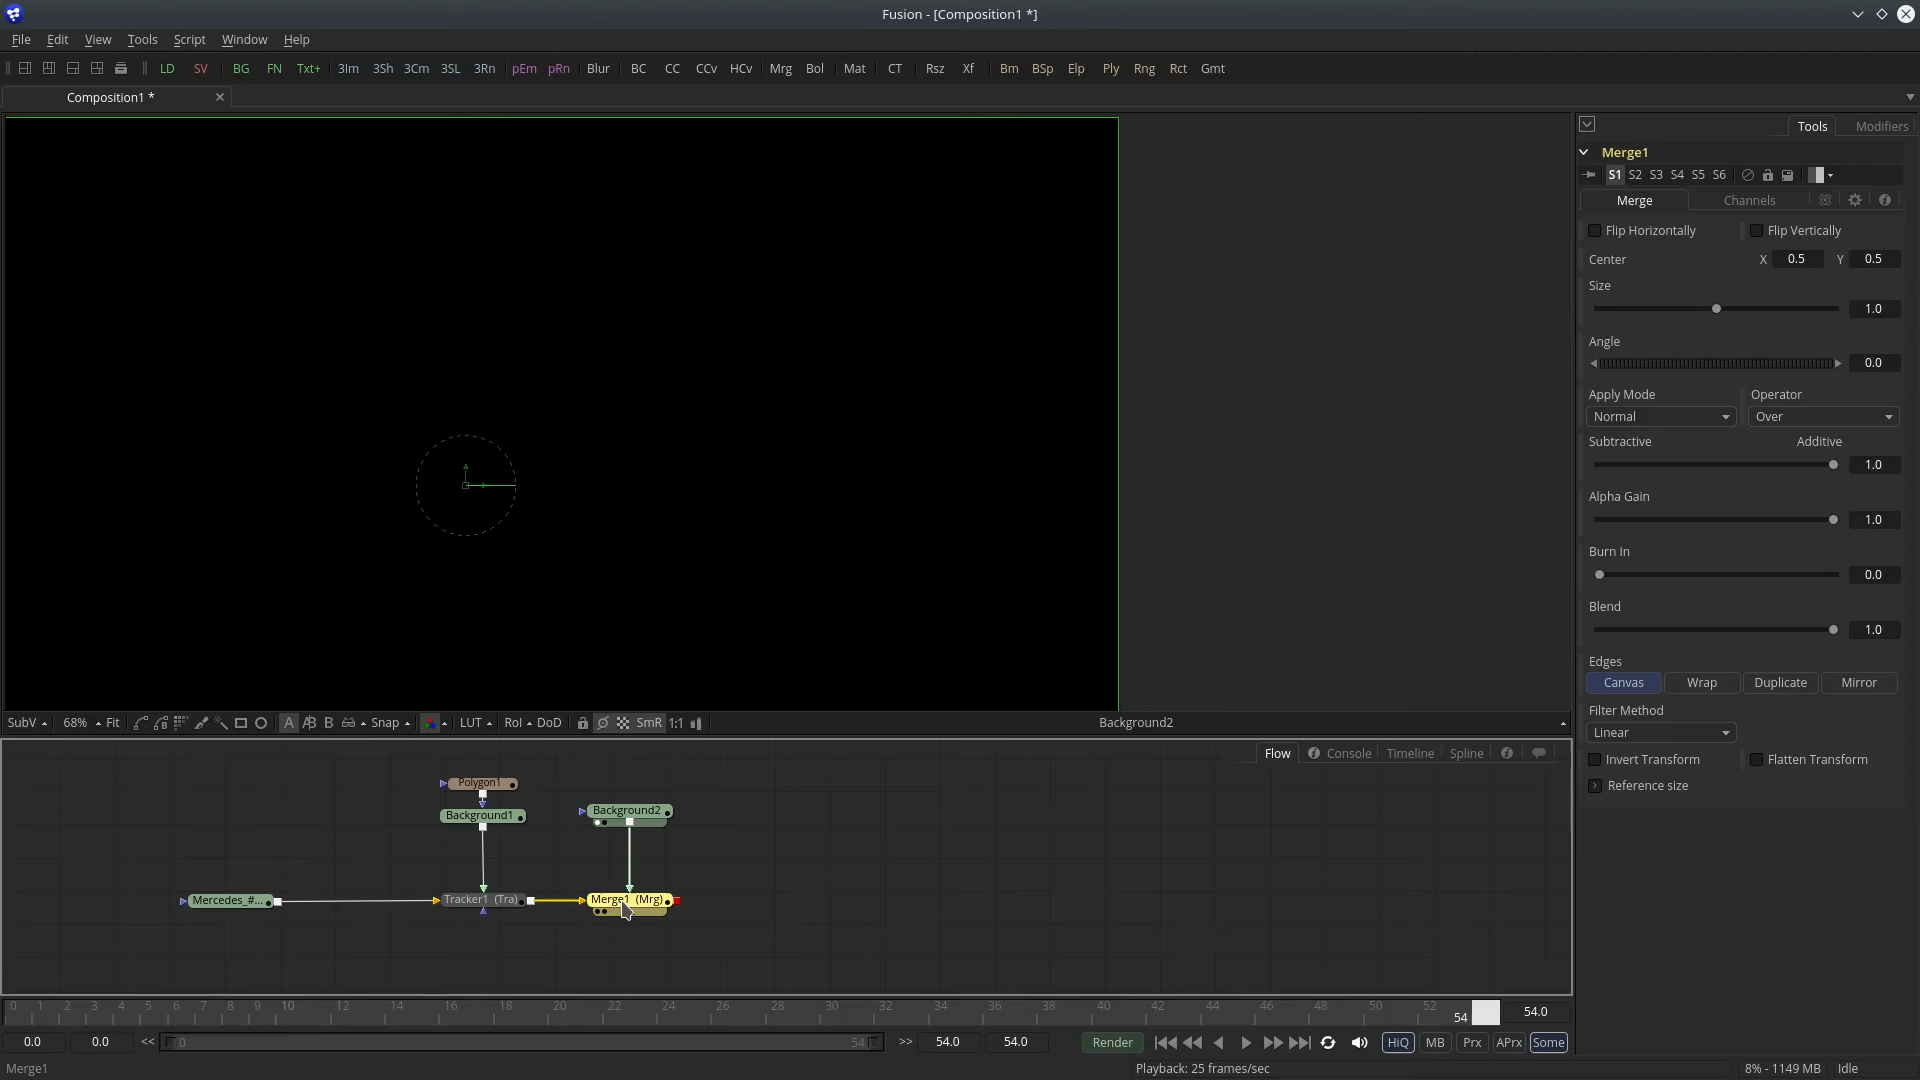 Fusion - [Composition1 *]
File Edit View Tools Script Window Help
LD SV BG FN Txt+ 3Im 3Sh 3Cm 3SL 3Rn pEm pRn Blur BC CC CCv HCv Mrg Bol Mat CT Rsz Xf Bm BSp Elp Ply Rng Rct Gmt
Composition1 *
Tools Modifiers
Merge1
S1 S2 S3 S4 S5 S6
Merge Channels
Flip Horizontally Flip Vertically
Center X 0.5 Y 0.5
Size
1.0
Angle
0.0
Apply Mode Operator
Normal Over
Subtractive Additive
1.0
Alpha Gain
1.0
Burn In
0.0
Blend
1.0
Edges
Canvas Wrap Duplicate Mirror
Filter Method
Linear
Invert Transform Flatten Transform
Reference size
SubV 68% Fit A B Snap LUT RoI DoD SmR 1:1 Background2
Flow Console Timeline Spline
Polygon1
Background1 Background2
Mercedes_#... Tracker1 (Tra) Merge1 (Mrg)
0 1 2 3 4 5 6 7 8 9 10 12 14 16 18 20 22 24 26 28 30 32 34 36 38 40 42 44 46 48 50 52 54 54.0
0.0 0.0 << 0 54 >> 54.0 54.0 Render HiQ MB Prx APrx Some
Merge1 Playback: 25 frames/sec 8% - 1149 MB Idle